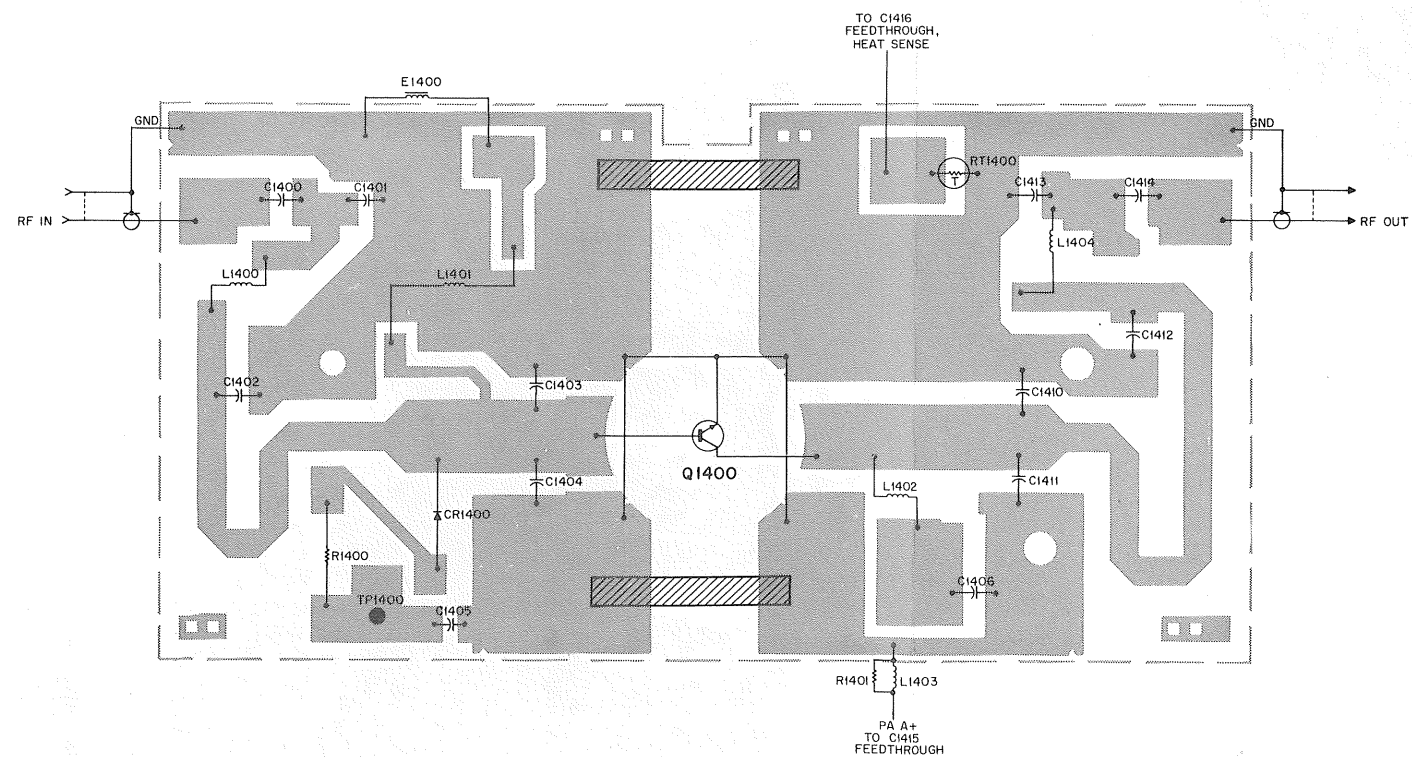 TO C1416
FEEDTHROUGH,
HEAT SENSE
E1400
GND
GND
RT1400
T
C1400
C1401
C1413
C1414
RF IN
RF OUT
L1404
L1400
L1401
C1412
C1402
C1403
C1410
Q1400
C1404
L1402
C1411
CR1400
R1400
C1406
TP1400
C1405
R1401
L1403
PA A+
TO C1415
FEEDTHROUGH